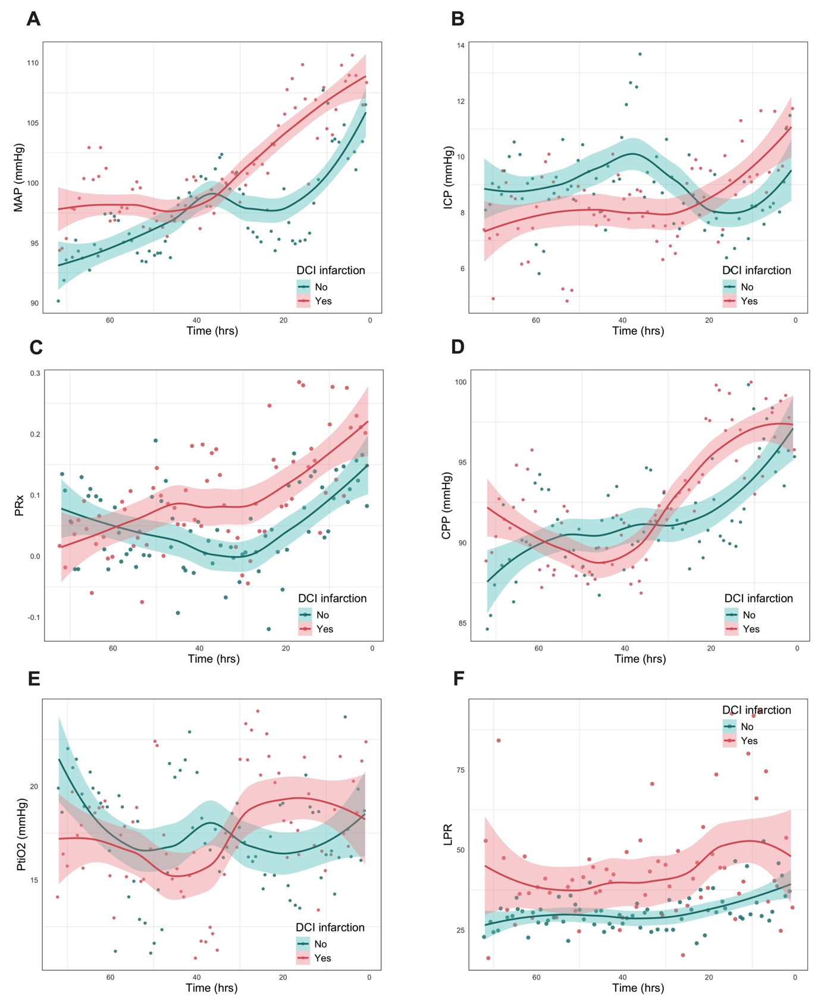 A
MAP (mmHg)
110
105
100
95
90
60 40 20 0
Time (hrs)
DCI infarction
No
Yes
B
ICP (mmHg)
14
12
10
8
6
60 40 20 0
Time (hrs)
DCI infarction
No
Yes
C
PRx
0.3
0.2
0.1
0.0
-0.1
60 40 20 0
Time (hrs)
DCI infarction
No
Yes
D
CPP (mmHg)
100
95
90
85
60 40 20 0
Time (hrs)
DCI infarction
No
Yes
E
PtiO2 (mmHg)
20
15
60 40 20 0
Time (hrs)
DCI infarction
No
Yes
F
LPR
75
50
25
60 40 20 0
Time (hrs)
DCI infarction
No
Yes